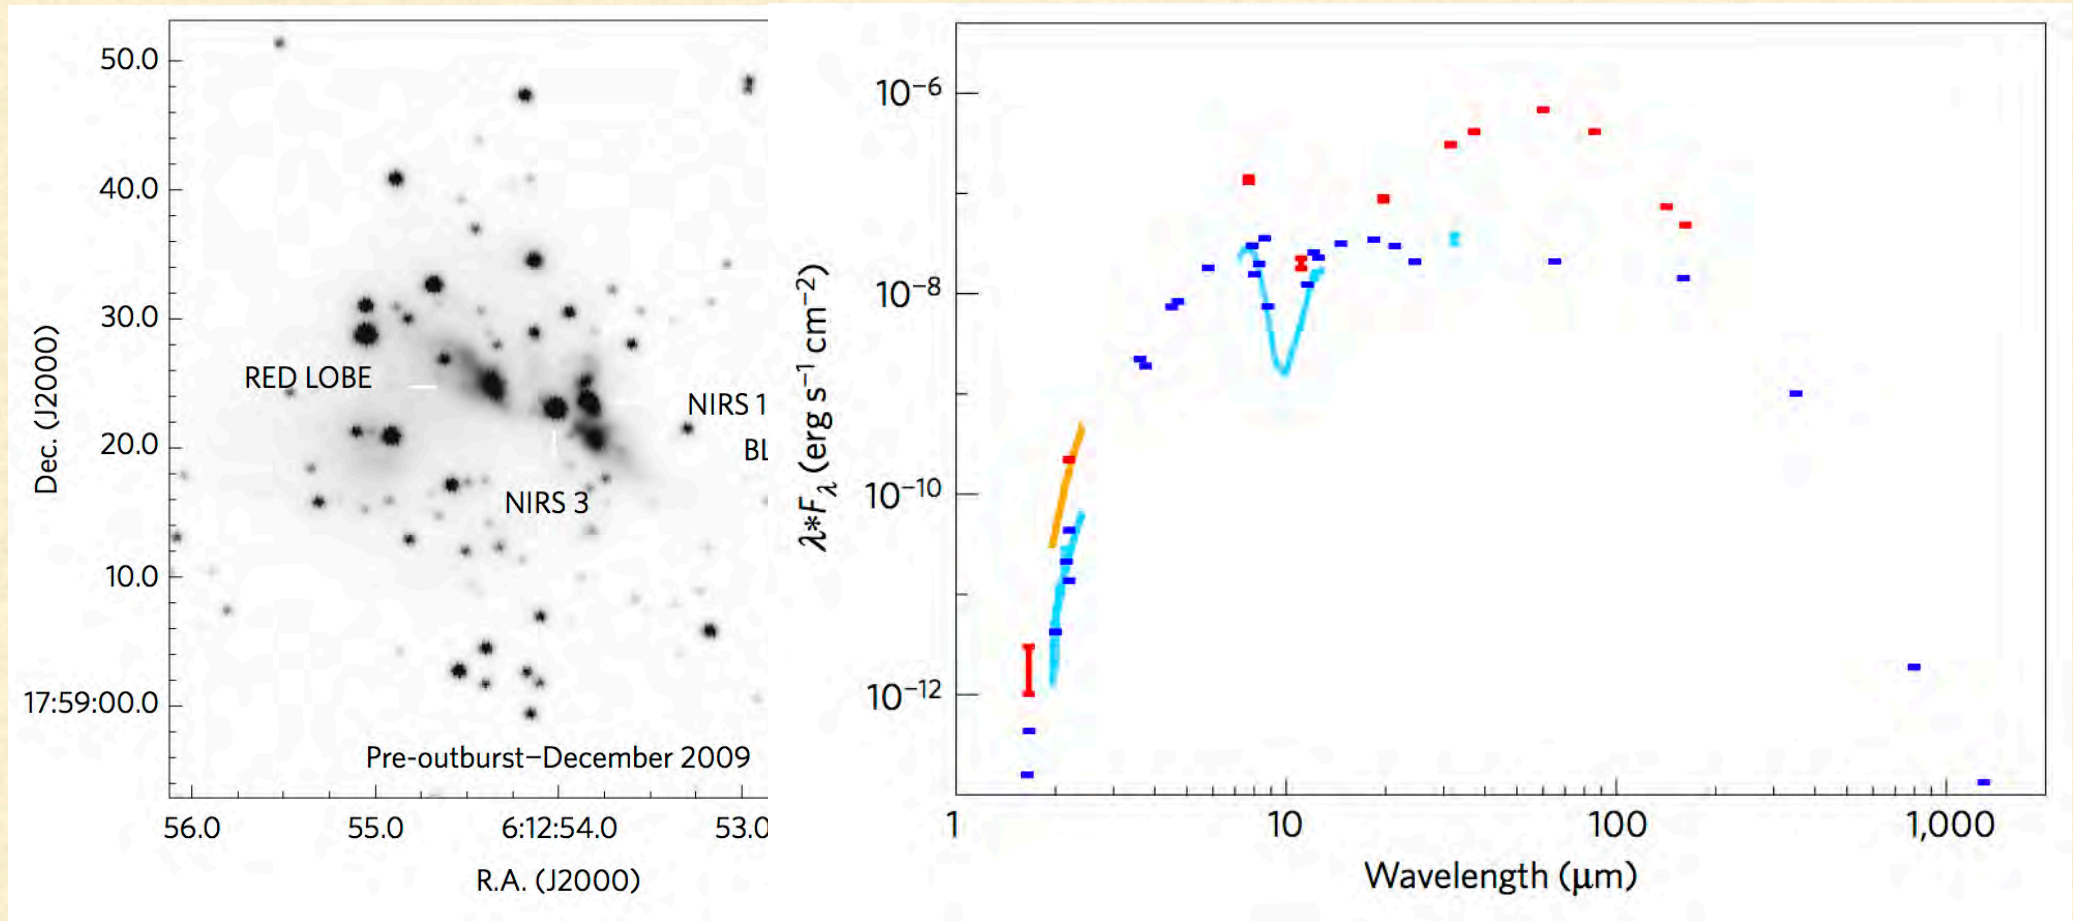 50.0
40.0
30.0
20.0
10.0
17:59:00.0
Dec. (J2000)
RED LOBE
NIRS 1
BL
NIRS 3
Pre-outburst–December 2009
56.0
55.0
6:12:54.0
53.0
R.A. (J2000)
10⁻⁶
10⁻⁸
10⁻¹⁰
10⁻¹²
λ*Fλ (erg s⁻¹ cm⁻²)
1
10
100
1,000
Wavelength (μm)